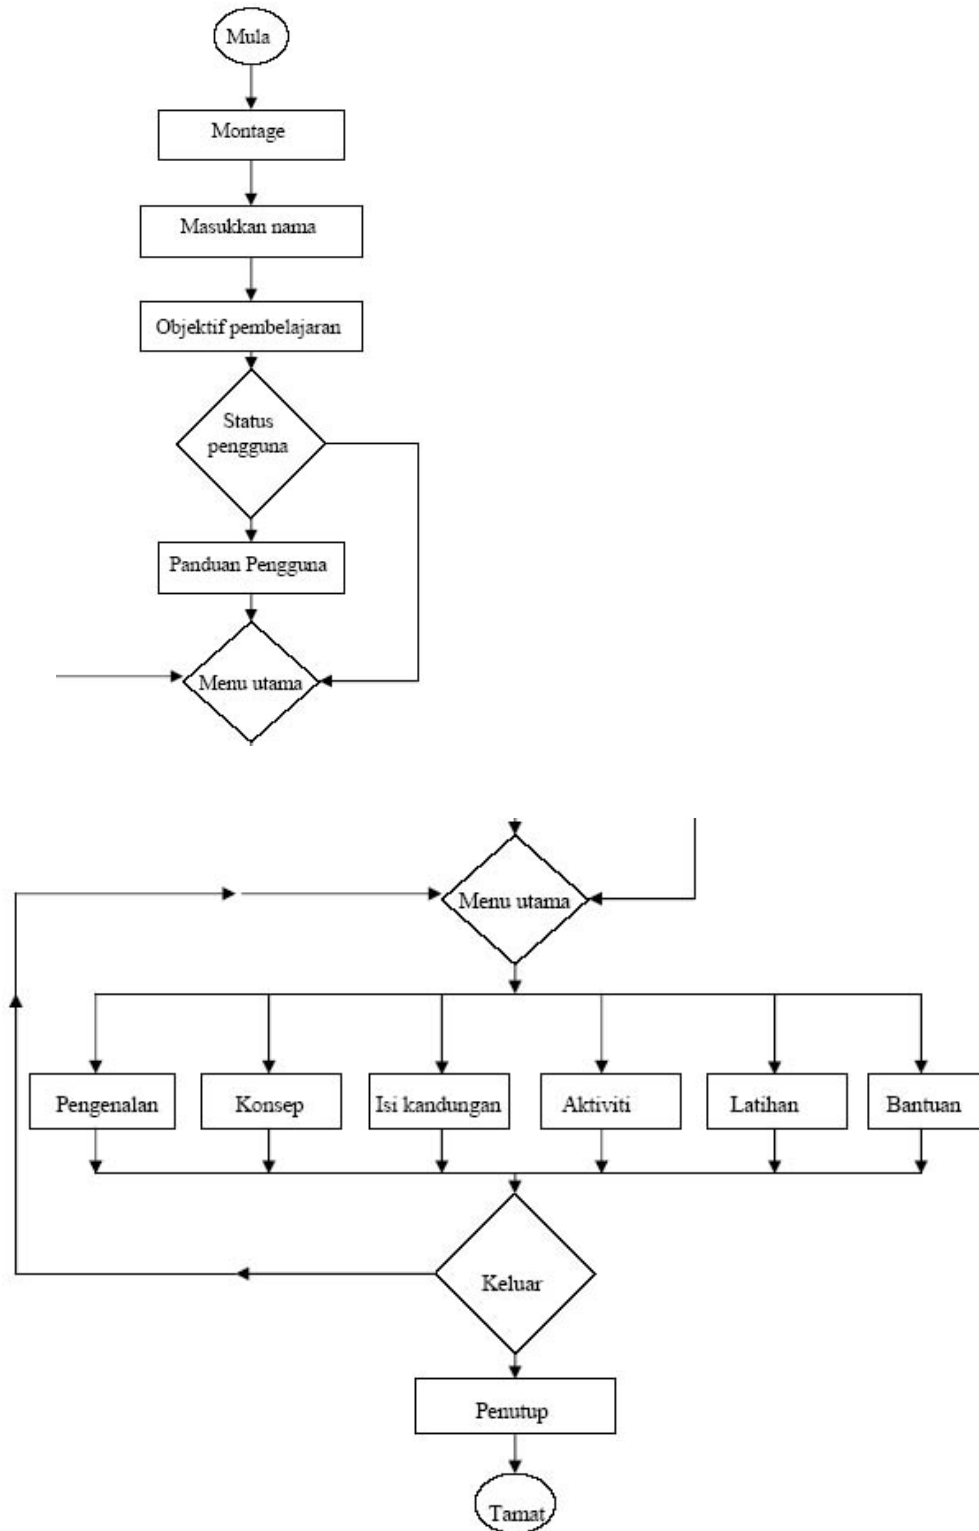 Mula
Montage
Masukkan nama
Objektif pembelajaran
Status
pengguna
Panduan Pengguna
Menu utama
Menu utama
Pengenalan
Konsep
Isi kandungan
Aktiviti
Latihan
Bantuan
Keluar
Penutup
Tamat